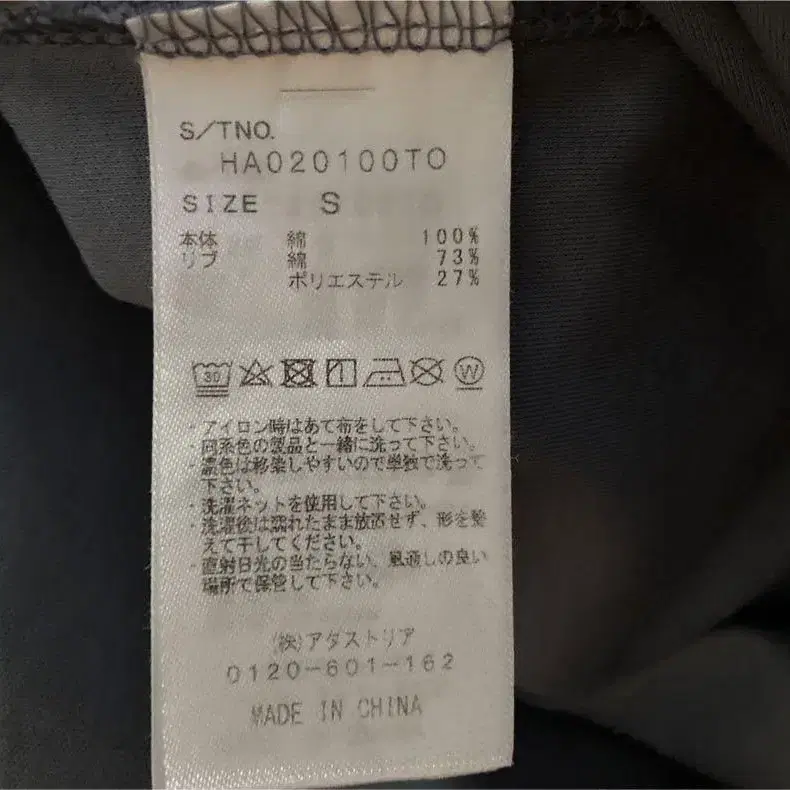 S/TNO.
HA020100TO
SIZE S
本体 綿 100%
リブ 綿 73%
ポリエステル 27%
30 W
・アイロン時はあて布をして下さい。
・同系色の製品と一緒に洗って下さい。
・濃色は移染しやすいので単独で洗って
下さい。
・洗濯ネットを使用して下さい。
・洗濯後は濡れたまま放置せず、形を整
えて干してください。
・直射日光の当たらない、風通しの良い
場所で保管して下さい。
(株)アダストリア
0120-601-162
MADE IN CHINA